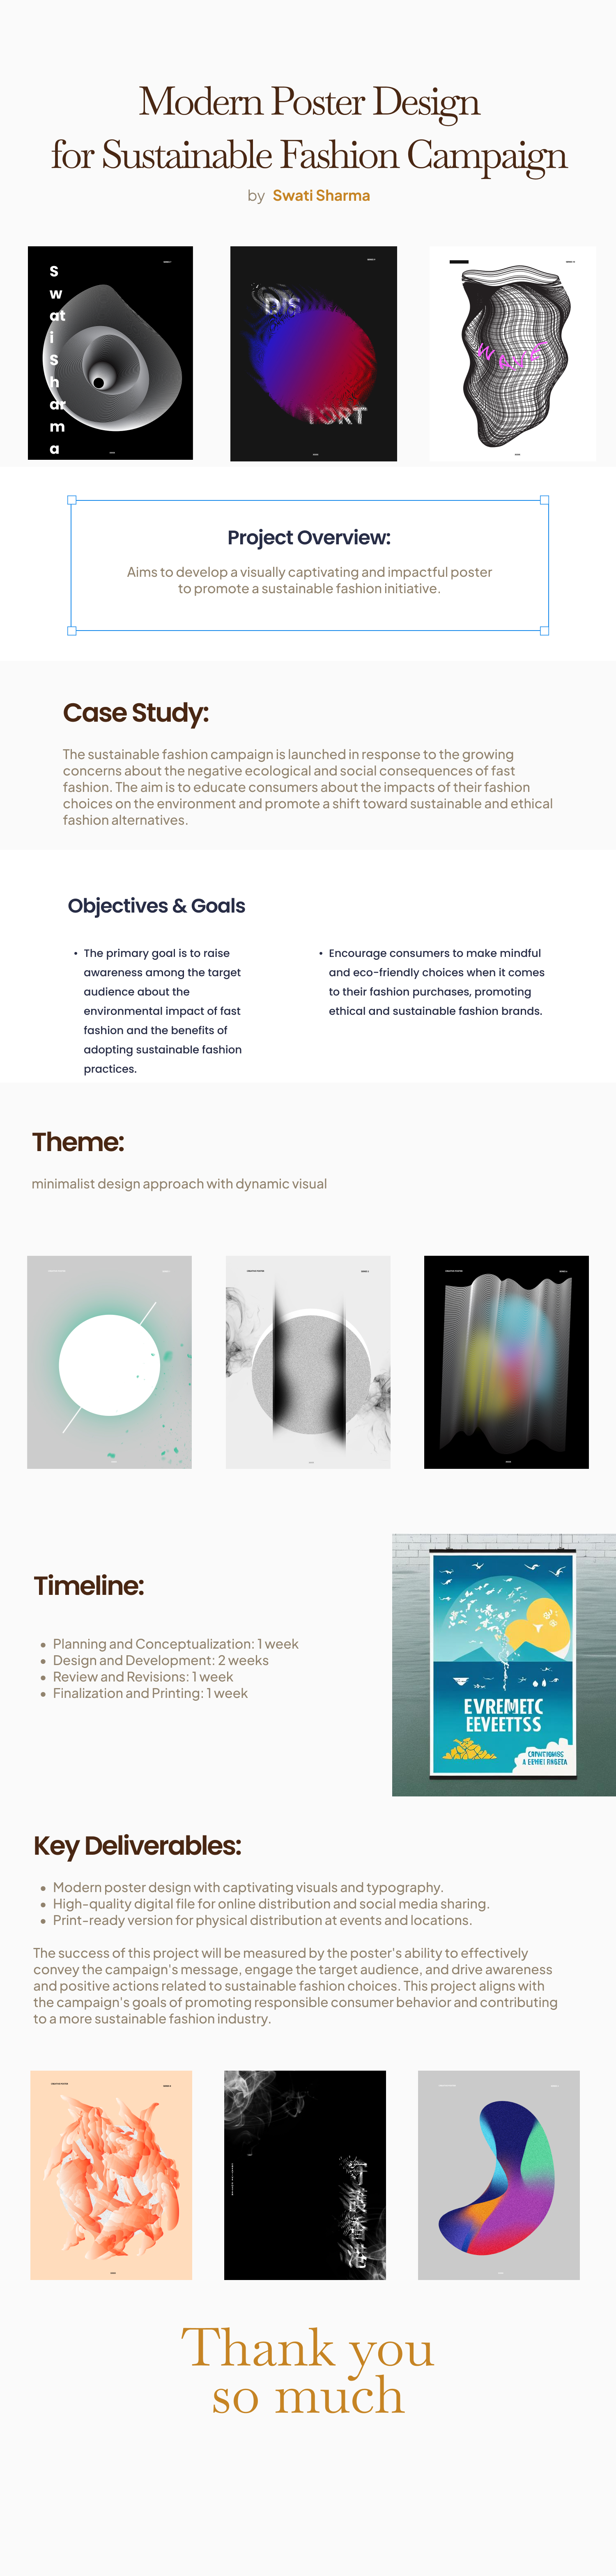 Modern Poster Design
for Sustainable Fashion Campaign
by Swati Sharma
S
w
at
i
S
h
ar
m
a
DIS
TORT
WAVE
Project Overview:
Aims to develop a visually captivating and impactful poster
to promote a sustainable fashion initiative.
Case Study:
The sustainable fashion campaign is launched in response to the growing
concerns about the negative ecological and social consequences of fast
fashion. The aim is to educate consumers about the impacts of their fashion
choices on the environment and promote a shift toward sustainable and ethical
fashion alternatives.
Objectives & Goals
• The primary goal is to raise
awareness among the target
audience about the
environmental impact of fast
fashion and the benefits of
adopting sustainable fashion
practices.
• Encourage consumers to make mindful
and eco-friendly choices when it comes
to their fashion purchases, promoting
ethical and sustainable fashion brands.
Theme:
minimalist design approach with dynamic visual
Timeline:
• Planning and Conceptualization: 1 week
• Design and Development: 2 weeks
• Review and Revisions: 1 week
• Finalization and Printing: 1 week
EVREMETC
EEVEETTSS
Key Deliverables:
• Modern poster design with captivating visuals and typography.
• High-quality digital file for online distribution and social media sharing.
• Print-ready version for physical distribution at events and locations.
The success of this project will be measured by the poster's ability to effectively
convey the campaign's message, engage the target audience, and drive awareness
and positive actions related to sustainable fashion choices. This project aligns with
the campaign's goals of promoting responsible consumer behavior and contributing
to a more sustainable fashion industry.
Thank you
so much